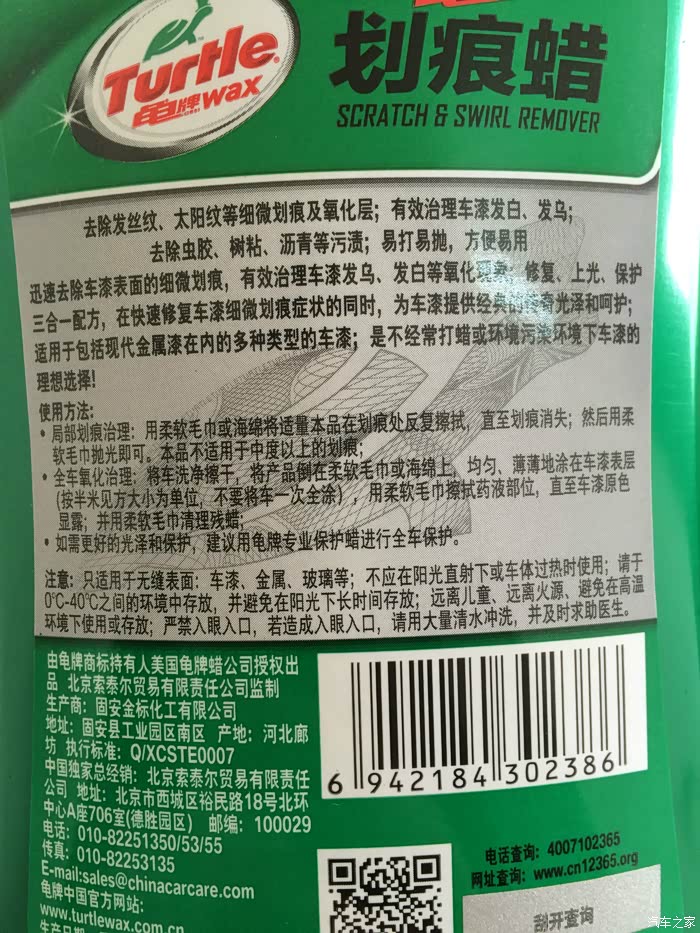 Turtle
龟牌wax
划痕蜡
SCRATCH & SWIRL REMOVER
去除发丝纹、太阳纹等细微划痕及氧化层；有效治理车漆发白、发乌；
去除虫胶、树粘、沥青等污渍；易打易抛，方便易用
迅速去除车漆表面的细微划痕，有效治理车漆发乌、发白等氧化现象；修复、上光、保护
三合一配方，在快速修复车漆细微划痕症状的同时，为车漆提供经典的传奇光泽和呵护；
适用于包括现代金属漆在内的多种类型的车漆；是不经常打蜡或环境污染环境下车漆的
理想选择!
使用方法:
• 局部划痕治理：用柔软毛巾或海绵将适量本品在划痕处反复擦拭，直至划痕消失；然后用柔
软毛巾抛光即可。本品不适用于中度以上的划痕；
• 全车氧化治理：将车洗净擦干，将产品倒在柔软毛巾或海绵上，均匀、薄薄地涂在车漆表层
(按半米见方大小为单位，不要将车一次全涂)，用柔软毛巾擦拭药液部位，直至车漆原色
显露；并用柔软毛巾清理残蜡；
• 如需更好的光泽和保护，建议用龟牌专业保护蜡进行全车保护。
注意：只适用于无缝表面：车漆、金属、玻璃等；不应在阳光直射下或车体过热时使用；请于
0℃-40℃之间的环境中存放，并避免在阳光下长时间存放；远离儿童、远离火源、避免在高温
环境下使用或存放；严禁入眼入口，若造成入眼入口，请用大量清水冲洗，并及时求助医生。
由龟牌商标持有人美国龟牌蜡公司授权出
品 北京索泰尔贸易有限责任公司监制
生产商：固安金标化工有限公司
地址：固安县工业园区南区 产地：河北廊
坊 执行标准：Q/XCSTE0007
中国独家总经销：北京索泰尔贸易有限责任
公司 地址：北京市西城区裕民路18号北环
中心A座706室(德胜园区) 邮编：100029
电话：010-82251350/53/55
传真：010-82253135
E-mail:sales@chinacarcare.com
龟牌中国官方网站:
www.turtlewax.com.cn
6 942184 302386
电话查询：4007102365
网址查询：www.cn12365.org
刮开查询
汽车之家